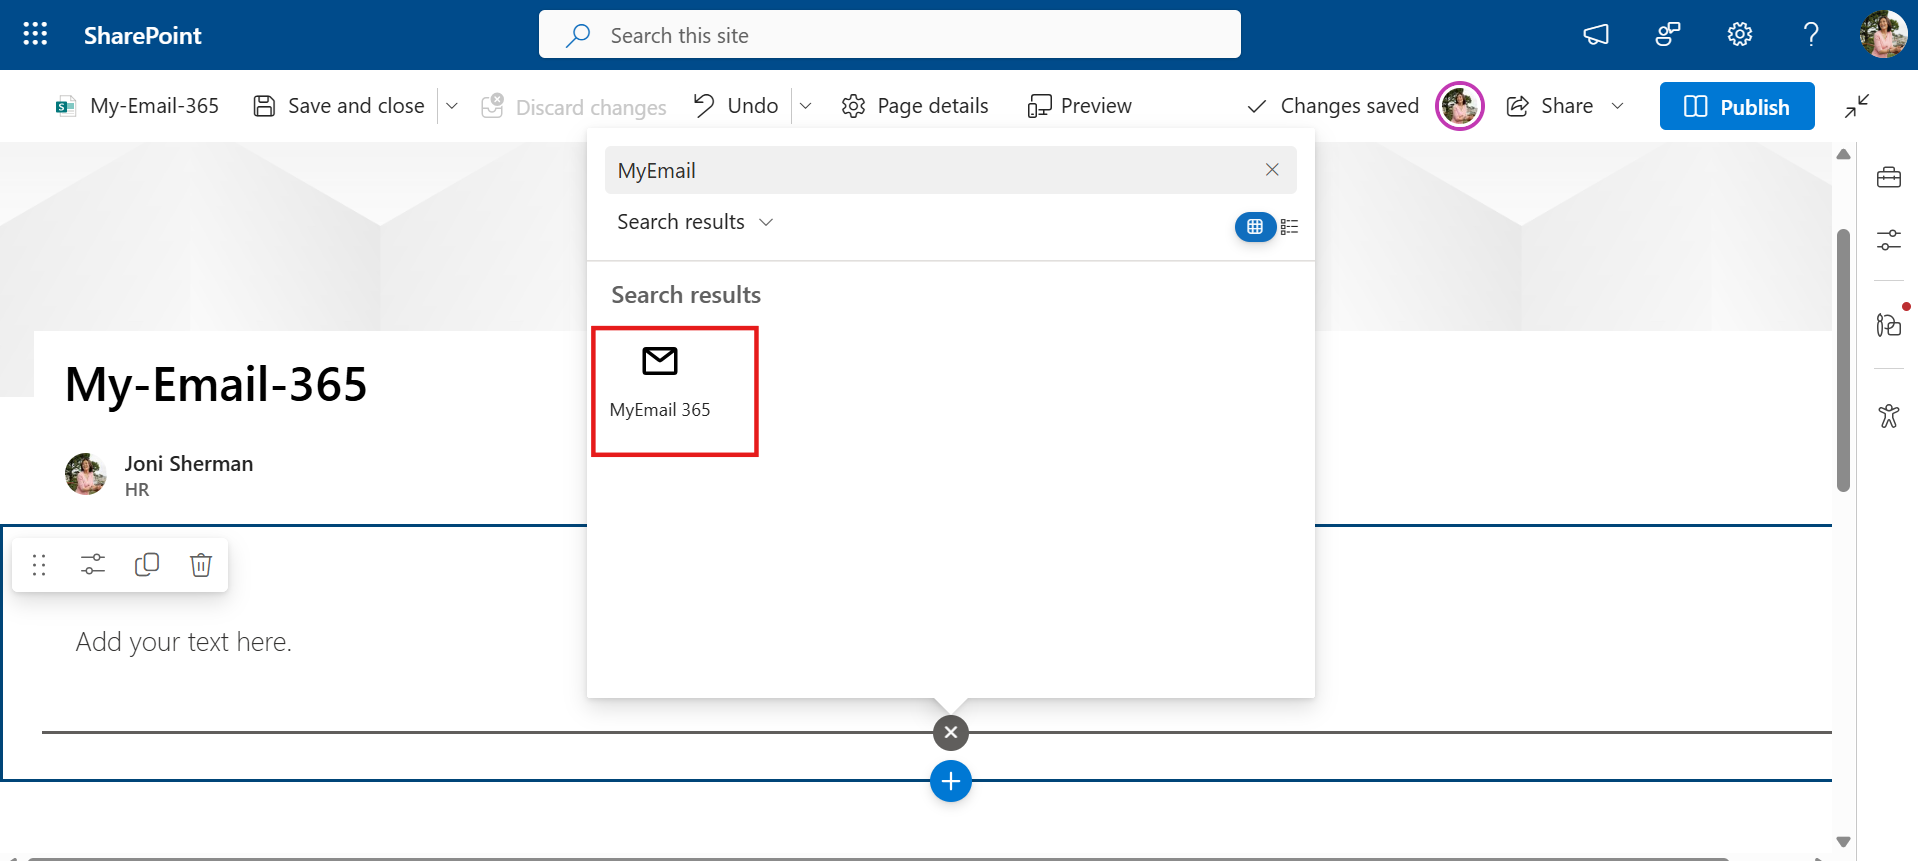 SharePoint
Search this site
My-Email-365
Save and close
Discard changes
Undo
Page details
Preview
Changes saved
Share
Publish
MyEmail
Search results
Search results
MyEmail 365
My-Email-365
Joni Sherman
HR
Add your text here.